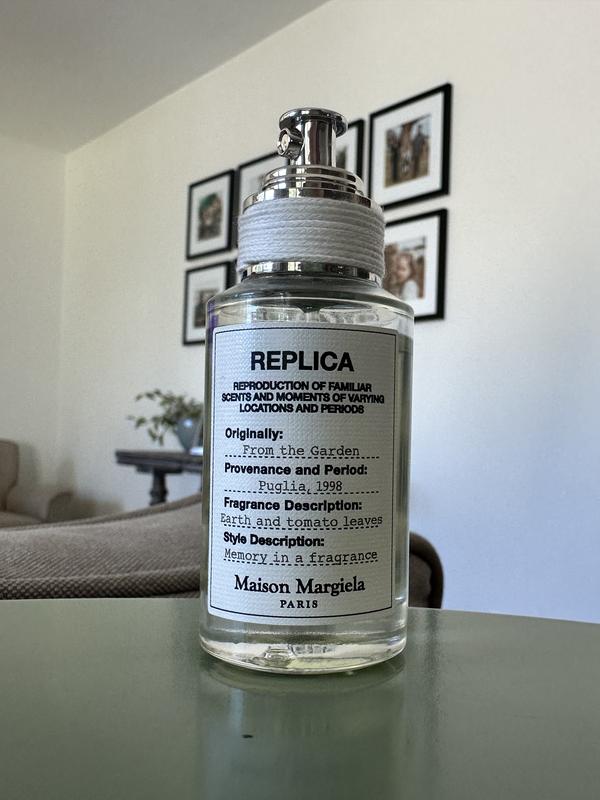 REPLICA
REPRODUCTION OF FAMILIAR
SCENTS AND MOMENTS OF VARYING
LOCATIONS AND PERIODS
Originally:
From the Garden
Provenance and Period:
Puglia, 1998
Fragrance Description:
Earth and tomato leaves
Style Description:
Memory in a fragrance
Maison Margiela
PARIS